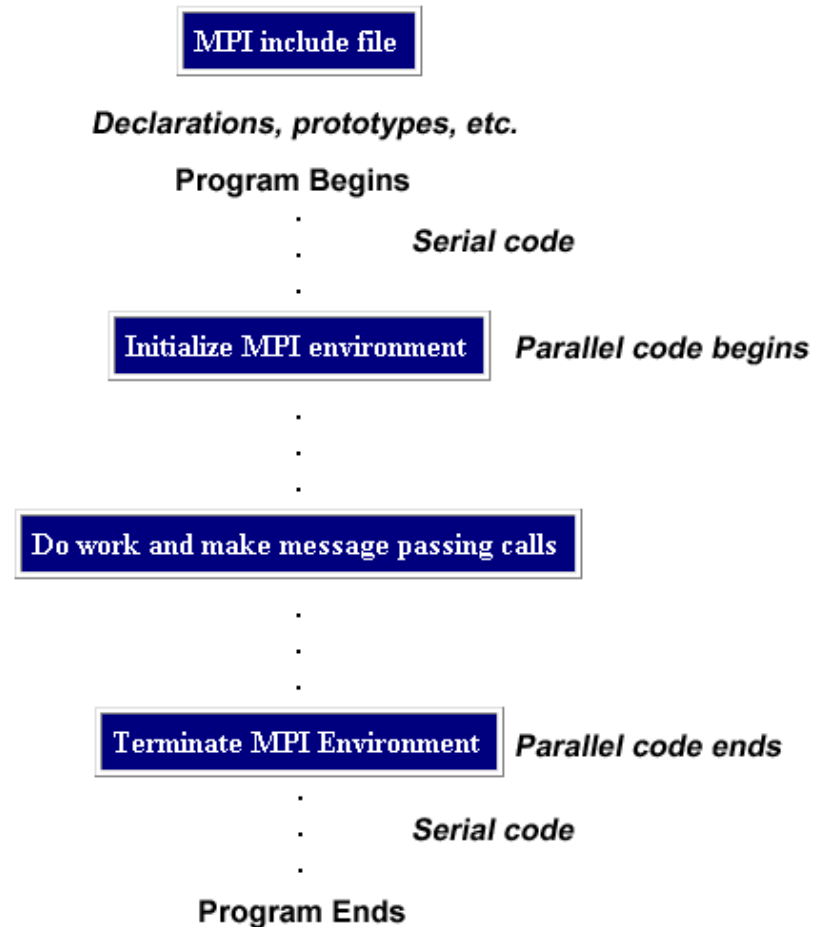 MPI include file
Declarations, prototypes, etc.
Program Begins
Serial code
Initialize MPI environment
Parallel code begins
Do work and make message passing calls
Terminate MPI Environment
Parallel code ends
Serial code
Program Ends